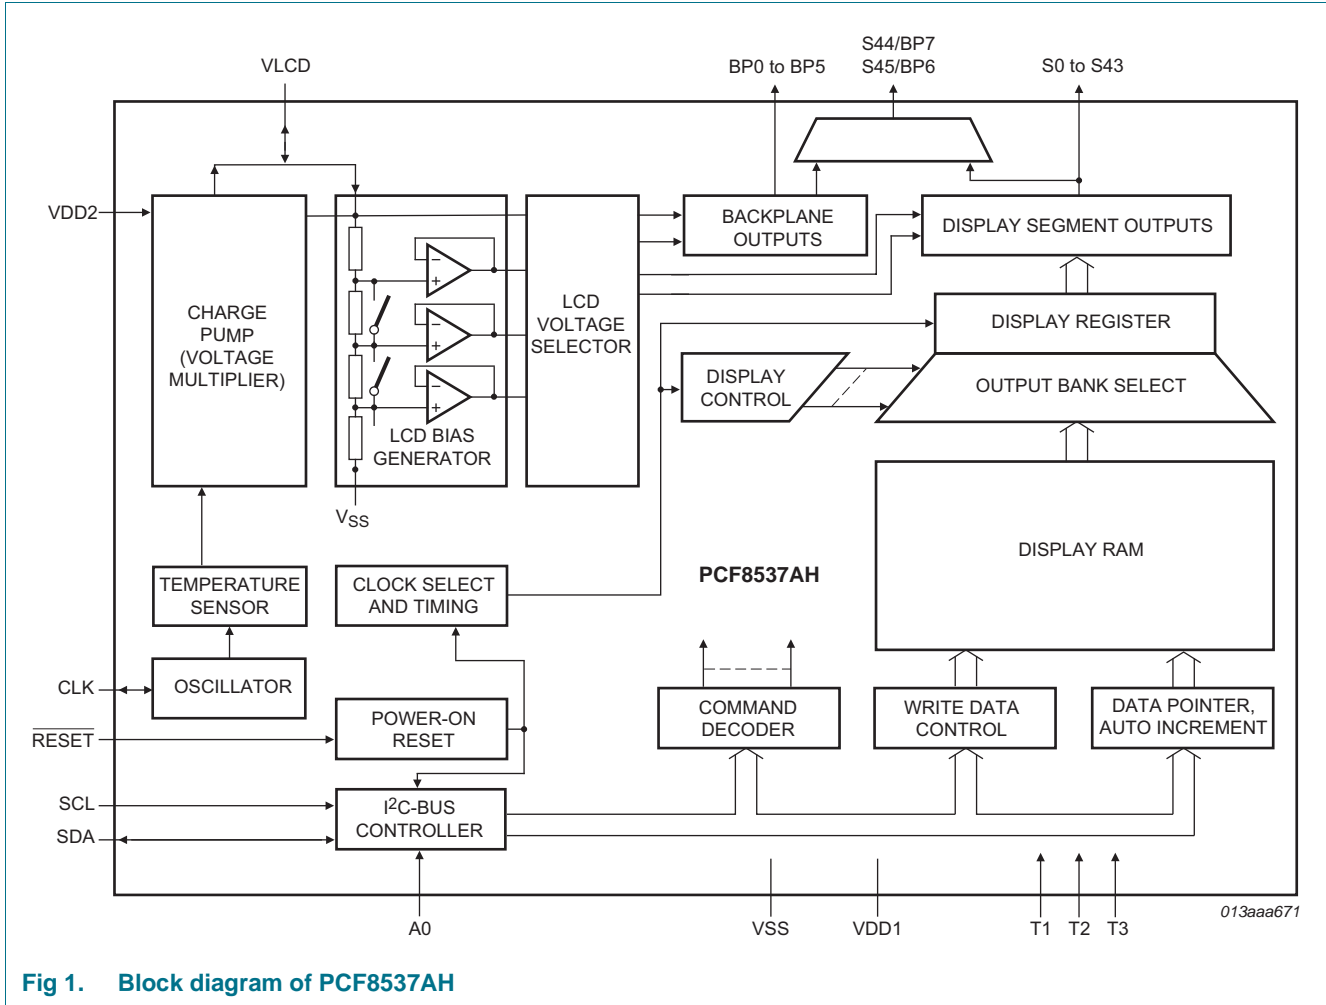 S44/BP7
VLCD
BP0 to BP5
S45/BP6
S0 to S43
VDD2
BACKPLANE
OUTPUTS
DISPLAY SEGMENT OUTPUTS
CHARGE
PUMP
(VOLTAGE
MULTIPLIER)
LCD
VOLTAGE
SELECTOR
LCD BIAS
GENERATOR
DISPLAY REGISTER
DISPLAY
CONTROL
OUTPUT BANK SELECT
VSS
DISPLAY RAM
PCF8537AH
TEMPERATURE
SENSOR
CLOCK SELECT
AND TIMING
CLK
OSCILLATOR
RESET
POWER-ON
RESET
COMMAND
DECODER
WRITE DATA
CONTROL
DATA POINTER,
AUTO INCREMENT
SCL
SDA
I2C-BUS
CONTROLLER
A0
VSS
VDD1
T1 T2 T3
013aaa671
Fig 1. Block diagram of PCF8537AH